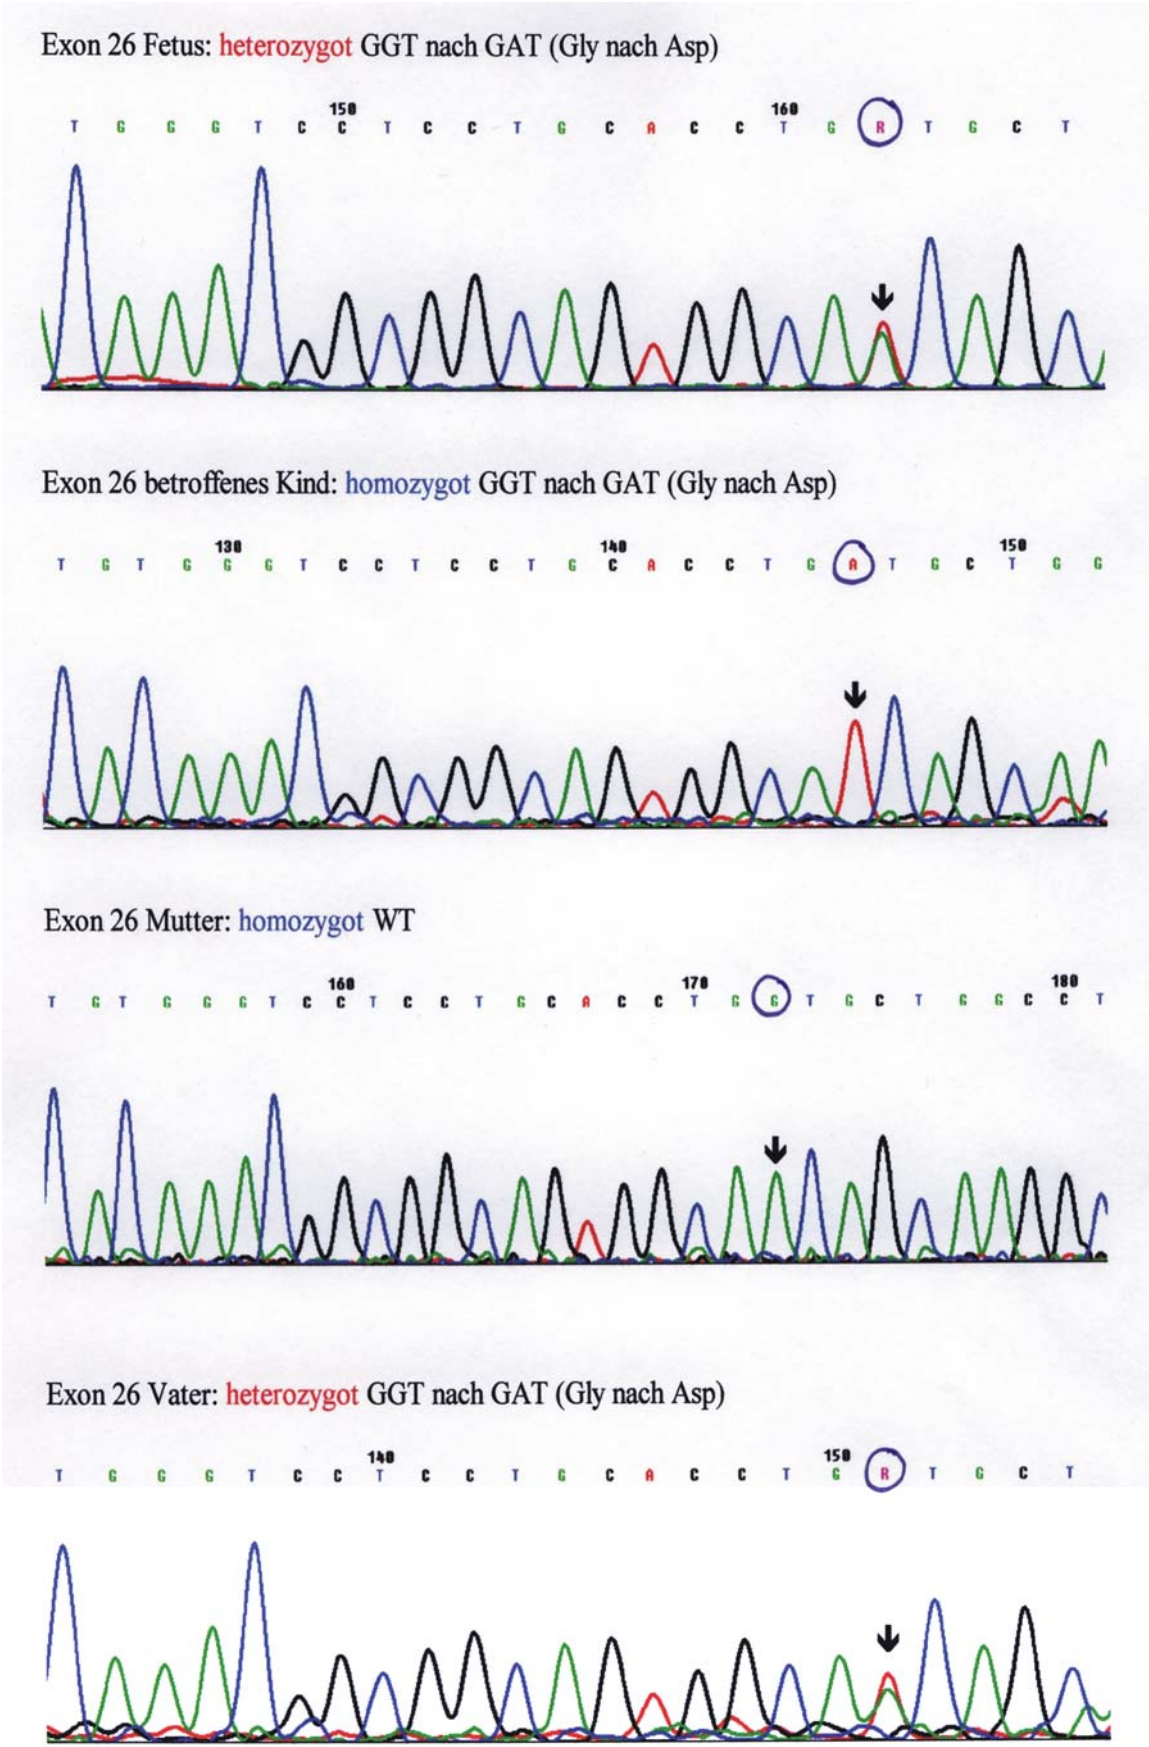 Exon 26 Fetus: heterozygot GGT nach GAT (Gly nach Asp)
150 160
T G G G T C C T C C T G C A C C T G R T G C T
Exon 26 betroffenes Kind: homozygot GGT nach GAT (Gly nach Asp)
130 140 150
T G T G G G T C C T C C T G C A C C T G A T G C T G G
Exon 26 Mutter: homozygot WT
160 170 180
T G T G G G T C C T C C T G C A C C T G G T G C T G G C C T
Exon 26 Vater: heterozygot GGT nach GAT (Gly nach Asp)
140 150
T G G G T C C T C C T G C A C C T G R T G C T